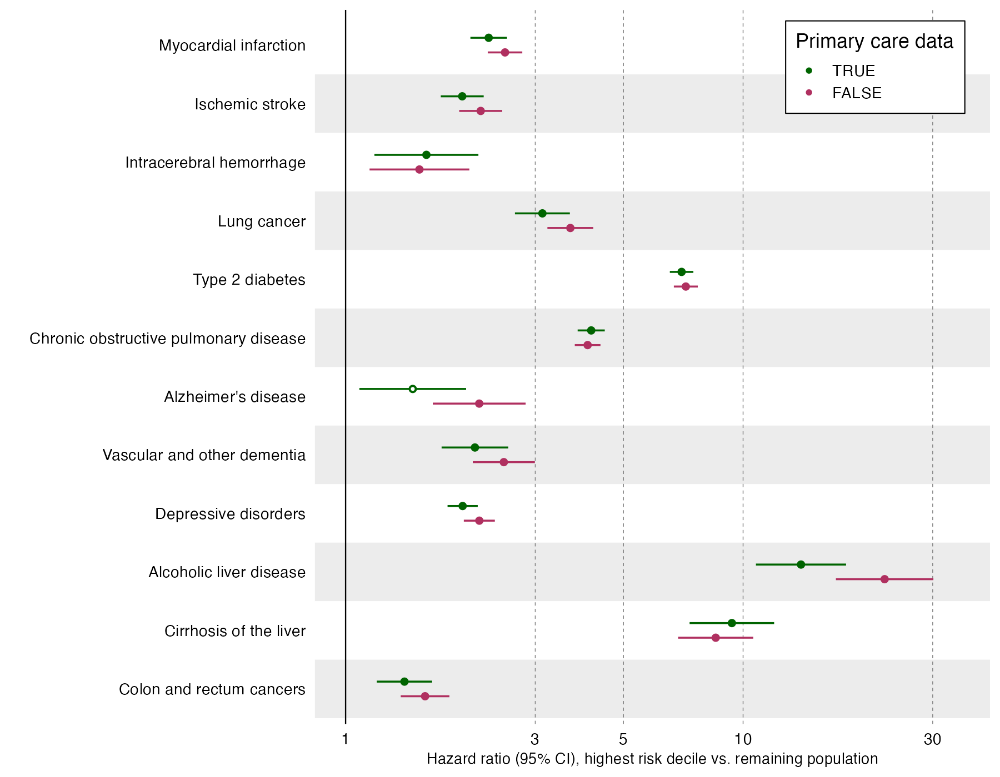 Primary care data
TRUE
FALSE
Myocardial infarction
Ischemic stroke
Intracerebral hemorrhage
Lung cancer
Type 2 diabetes
Chronic obstructive pulmonary disease
Alzheimer's disease
Vascular and other dementia
Depressive disorders
Alcoholic liver disease
Cirrhosis of the liver
Colon and rectum cancers
1 3 5 10 30
Hazard ratio (95% CI), highest risk decile vs. remaining population